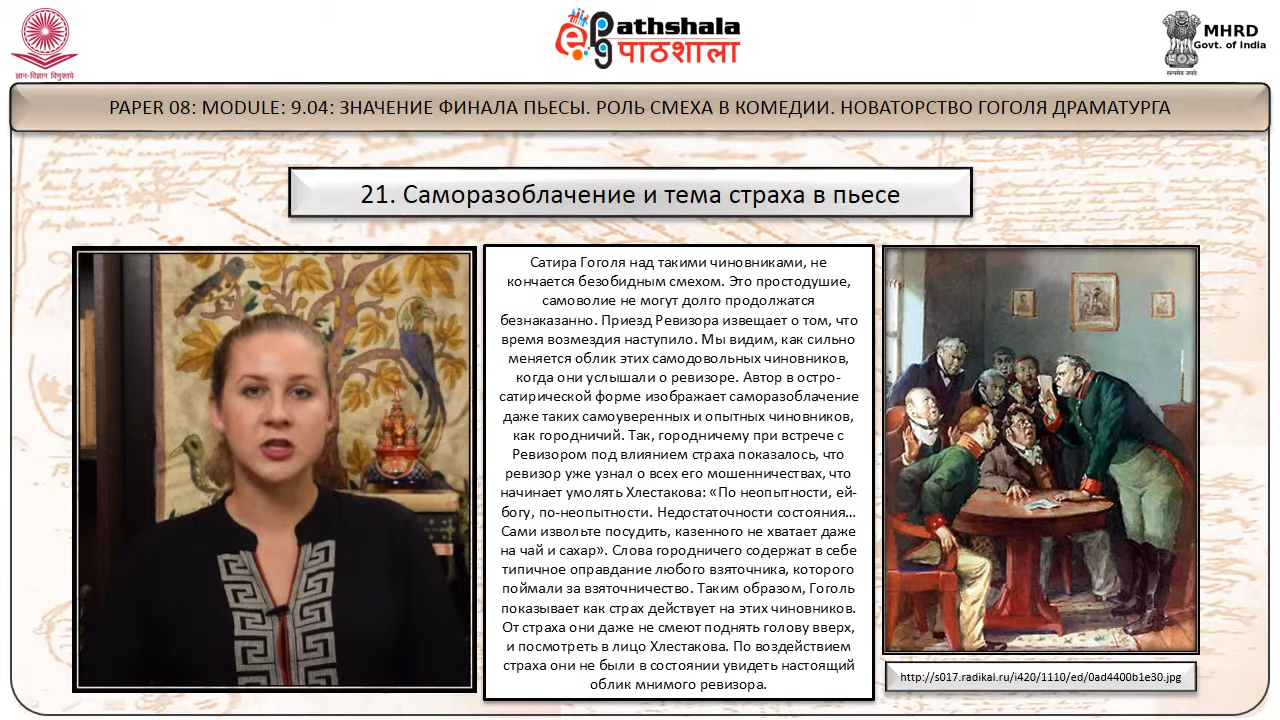 ज्ञान-विज्ञान विमुक्तये
ePg Pathshala
पाठशाला
MHRD
Govt. of India
सत्यमेव जयते
PAPER 08: MODULE: 9.04: ЗНАЧЕНИЕ ФИНАЛА ПЬЕСЫ. РОЛЬ СМЕХА В КОМЕДИИ. НОВАТОРСТВО ГОГОЛЯ ДРАМАТУРГА
21. Саморазоблачение и тема страха в пьесе
Сатира Гоголя над такими чиновниками, не
кончается безобидным смехом. Это простодушие,
самоволие не могут долго продолжатся
безнаказанно. Приезд Ревизора извещает о том, что
время возмездия наступило. Мы видим, как сильно
меняется облик этих самодовольных чиновников,
когда они услышали о ревизоре. Автор в остро-
сатирической форме изображает саморазоблачение
даже таких самоуверенных и опытных чиновников,
как городничий. Так, городничему при встрече с
Ревизором под влиянием страха показалось, что
ревизор уже узнал о всех его мошенничествах, что
начинает умолять Хлестакова: «По неопытности, ей-
богу, по-неопытности. Недостаточности состояния...
Сами извольте посудить, казенного не хватает даже
на чай и сахар». Слова городничего содержат в себе
типичное оправдание любого взяточника, которого
поймали за взяточничество. Таким образом, Гоголь
показывает как страх действует на этих чиновников.
От страха они даже не смеют поднять голову вверх,
и посмотреть в лицо Хлестакова. По воздействием
страха они не были в состоянии увидеть настоящий
облик мнимого ревизора.
http://s017.radikal.ru/i420/1110/ed/0ad4400b1e30.jpg